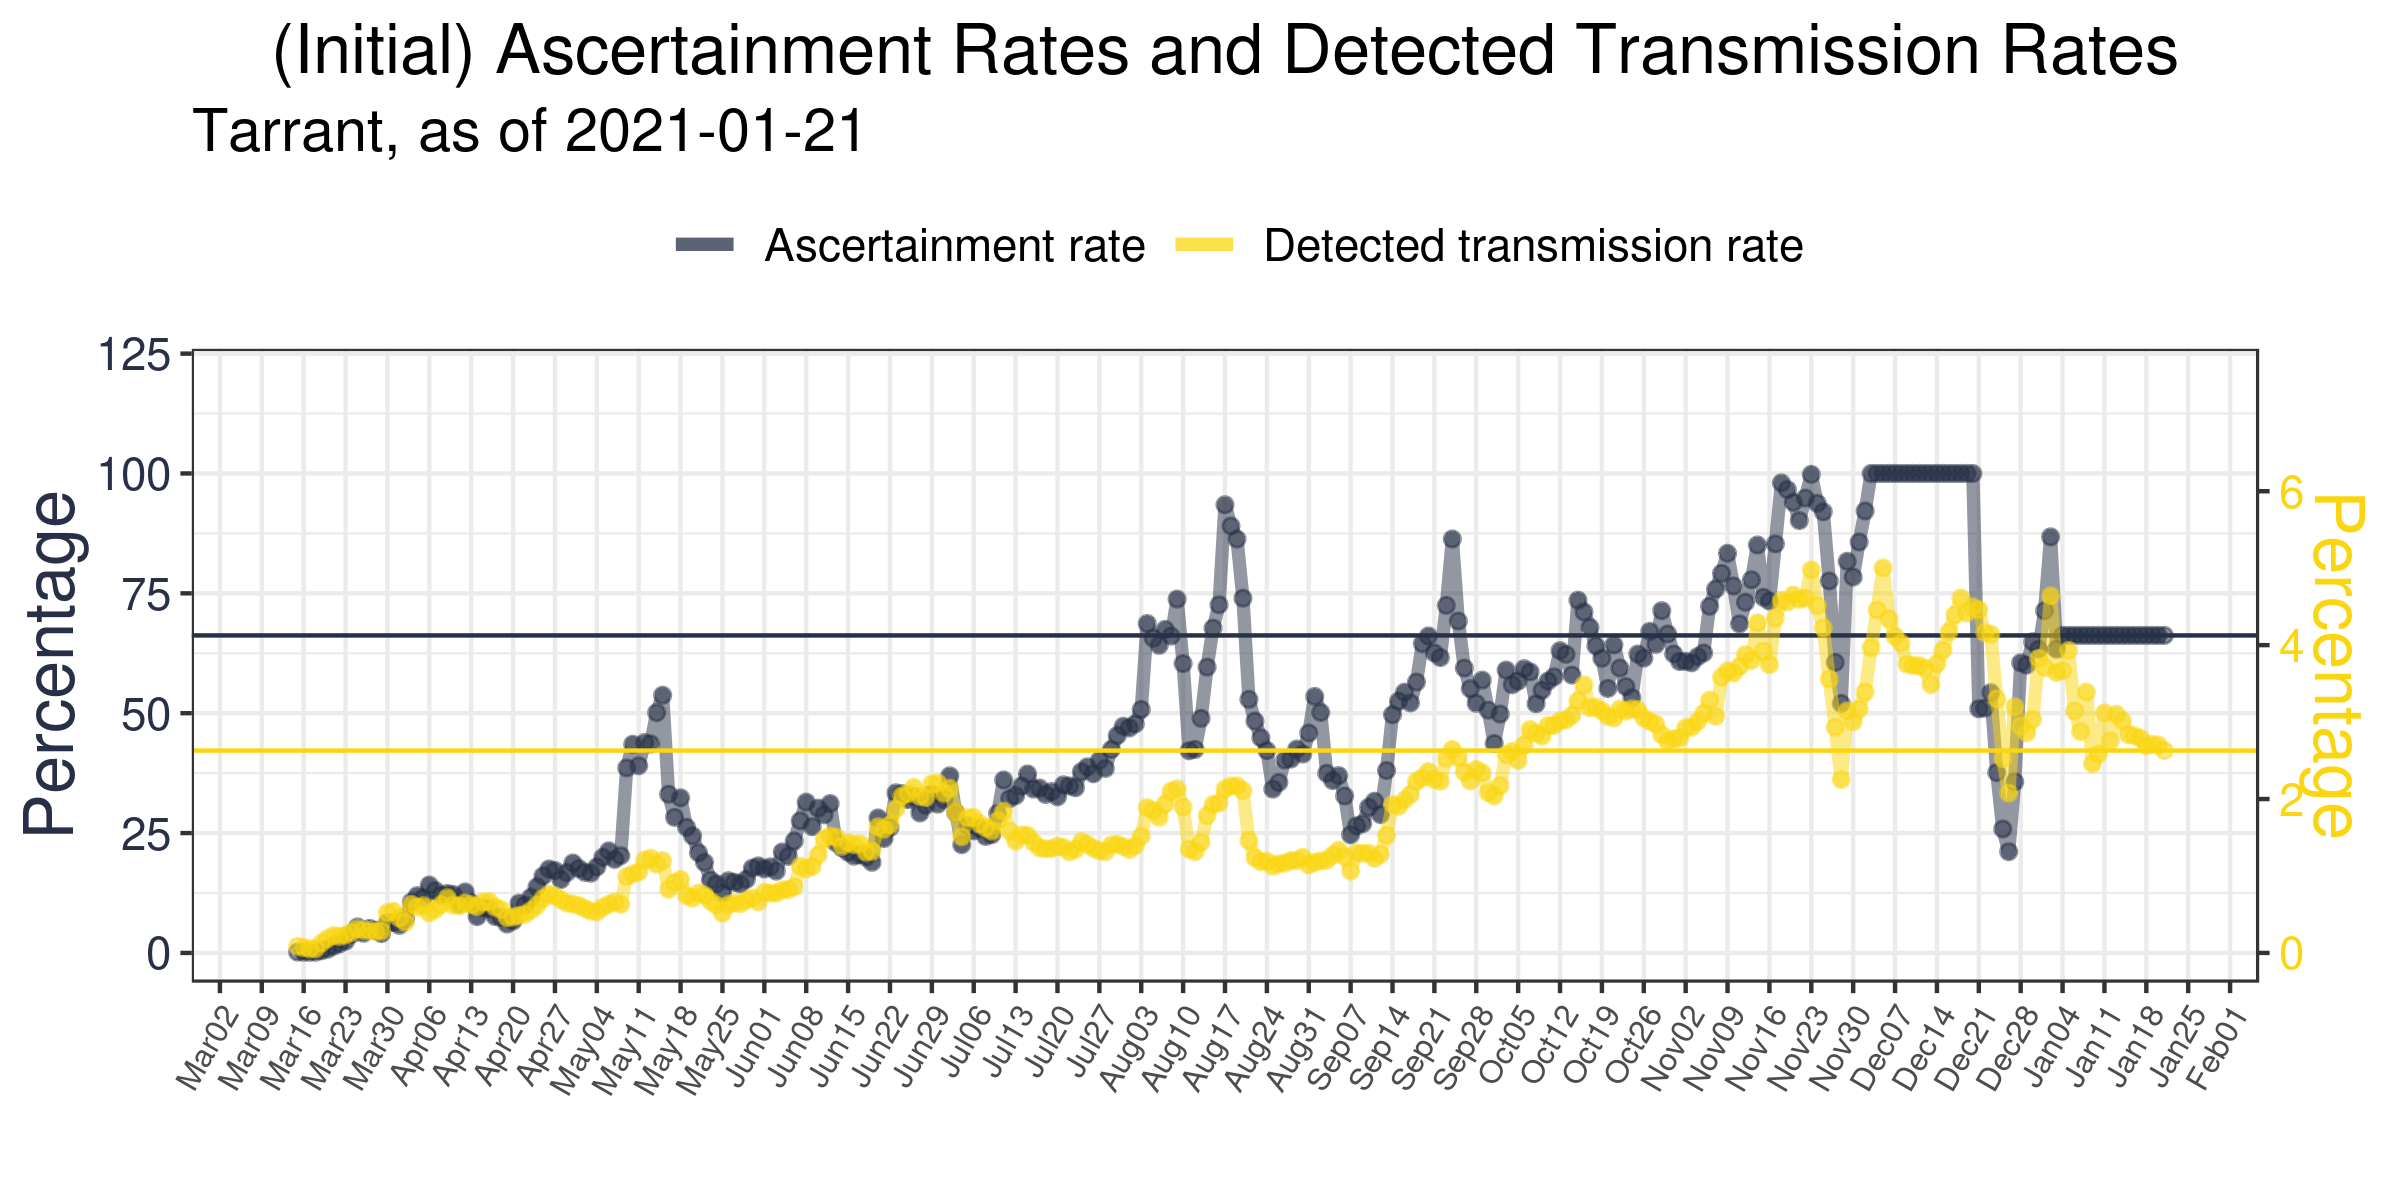 (Initial) Ascertainment Rates and Detected Transmission Rates
Tarrant, as of 2021-01-21
Ascertainment rate
Detected transmission rate
Percentage
125
100
75
50
25
0
6
4
2
0
Percentage
Mar02
Mar09
Mar16
Mar23
Mar30
Apr06
Apr13
Apr20
Apr27
May04
May11
May18
May25
Jun01
Jun08
Jun15
Jun22
Jun29
Jul06
Jul13
Jul20
Jul27
Aug03
Aug10
Aug17
Aug24
Aug31
Sep07
Sep14
Sep21
Sep28
Oct05
Oct12
Oct19
Oct26
Nov02
Nov09
Nov16
Nov23
Nov30
Dec07
Dec14
Dec21
Dec28
Jan04
Jan11
Jan18
Jan25
Feb01